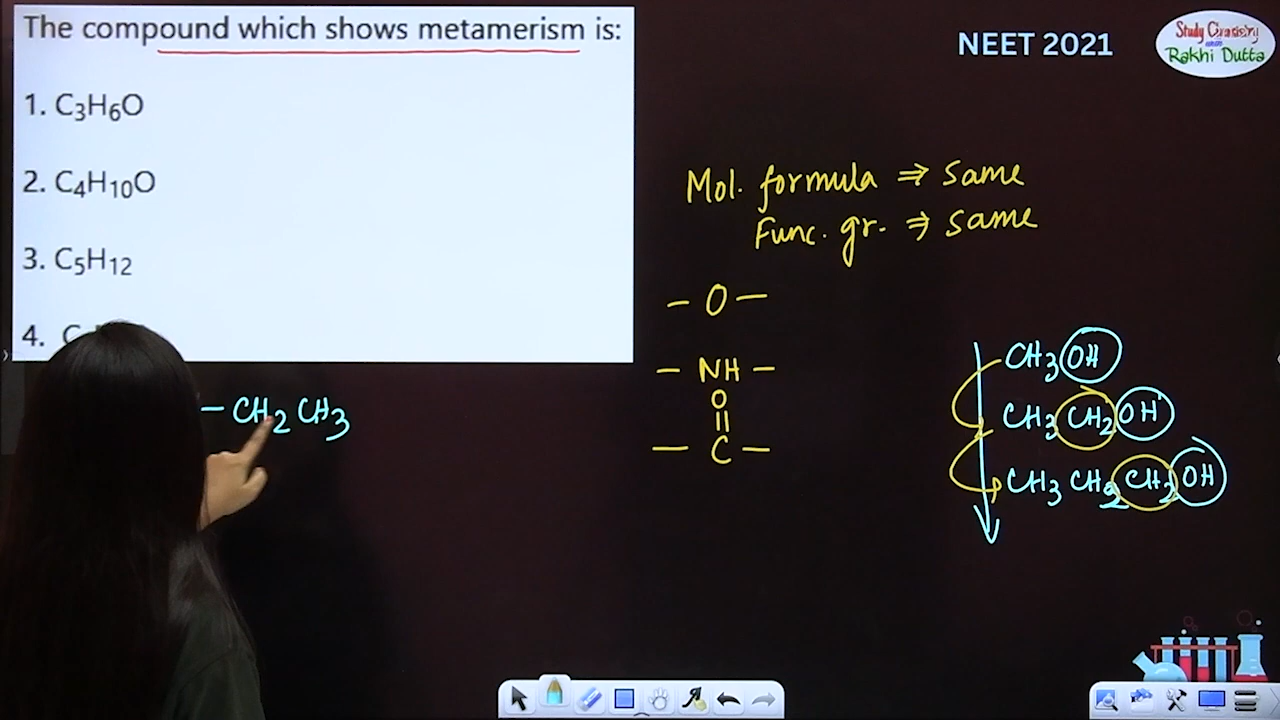 The compound which shows metamerism is:
1. C₃H₆O
2. C₄H₁₀O
3. C₅H₁₂
4. C
NEET 2021
Study Chemistry
with
Rakhi Dutta
Mol. formula ⇒ Same
Func. gr. ⇒ Same
– O –
– NH –
O
||
– C –
– CH₂ CH₃
CH₃ OH
CH₃ CH₂ OH
CH₃ CH₂ CH₂ OH